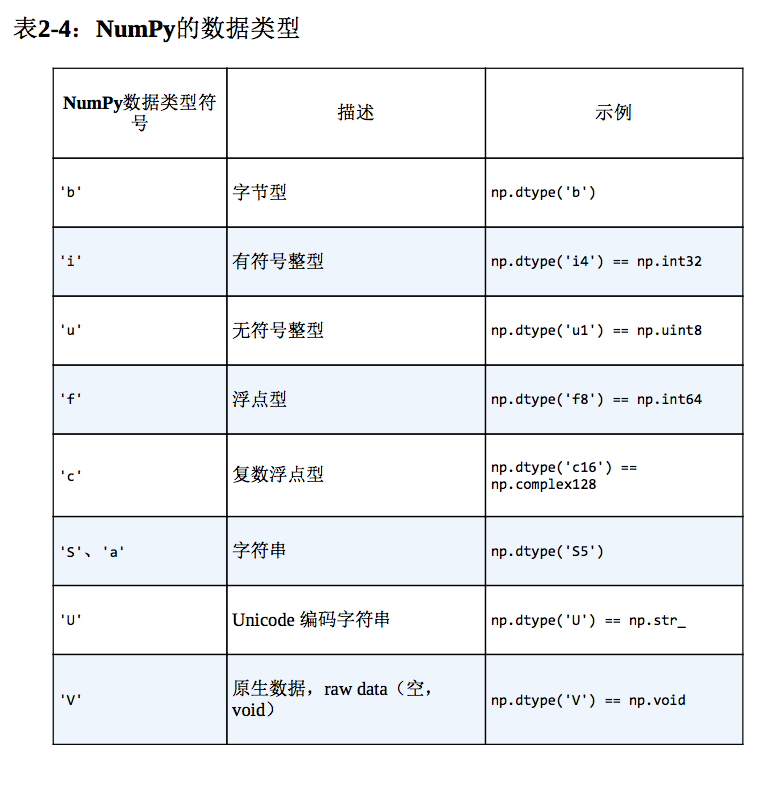 表2-4：NumPy的数据类型
NumPy数据类型符
号
描述
示例
'b'
字节型
np.dtype('b')
'i'
有符号整型
np.dtype('i4') == np.int32
'u'
无符号整型
np.dtype('u1') == np.uint8
'f'
浮点型
np.dtype('f8') == np.int64
'c'
复数浮点型
np.dtype('c16') ==
np.complex128
'S'、'a'
字符串
np.dtype('S5')
'U'
Unicode 编码字符串
np.dtype('U') == np.str_
'V'
原生数据，raw data（空，
void）
np.dtype('V') == np.void